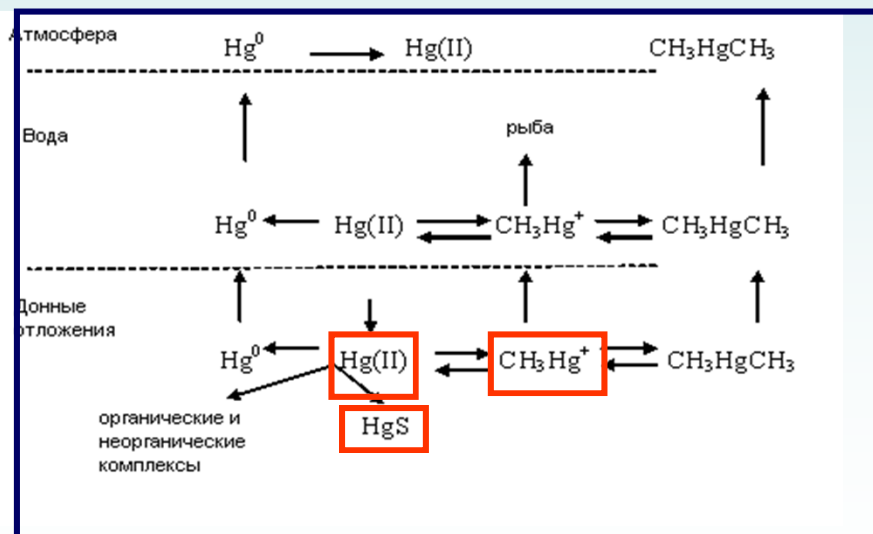 Атмосфера
Hg⁰ Hg(II) CH₃HgCH₃
Вода
рыба
Hg⁰ Hg(II) CH₃Hg⁺ CH₃HgCH₃
Донные
отложения
Hg⁰ Hg(II) CH₃Hg⁺ CH₃HgCH₃
органические и
неорганические
комплексы
HgS